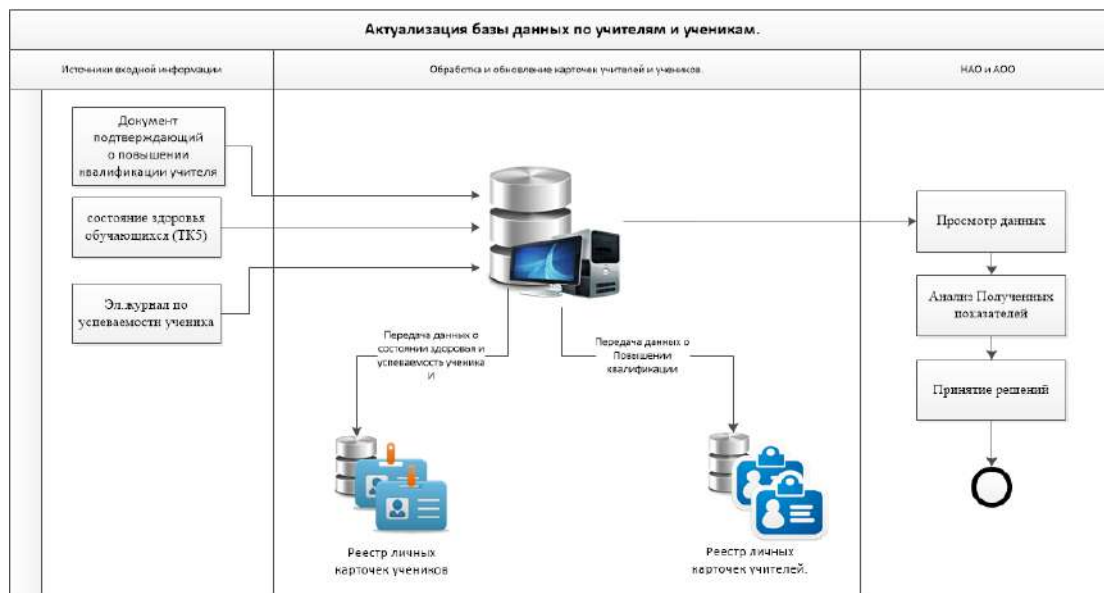 Актуализация базы данных по учителям и ученикам.
Источники входной информации
Обработка и обновление карточек учителей и учеников.
НАО и АОО
Документ
подтверждающий
о повышении
квалификации учителя
состояние здоровья
обучающихся (ТК5)
Эл.журнал по
успеваемости ученика
Передача данных о
состоянии здоровья и
успеваемость ученика
И
Передача данных о
Повышении
квалификации
Просмотр данных
Анализ Полученных
показателей
Принятие решений
Реестр личных
карточек учеников
Реестр личных
карточек учителей.